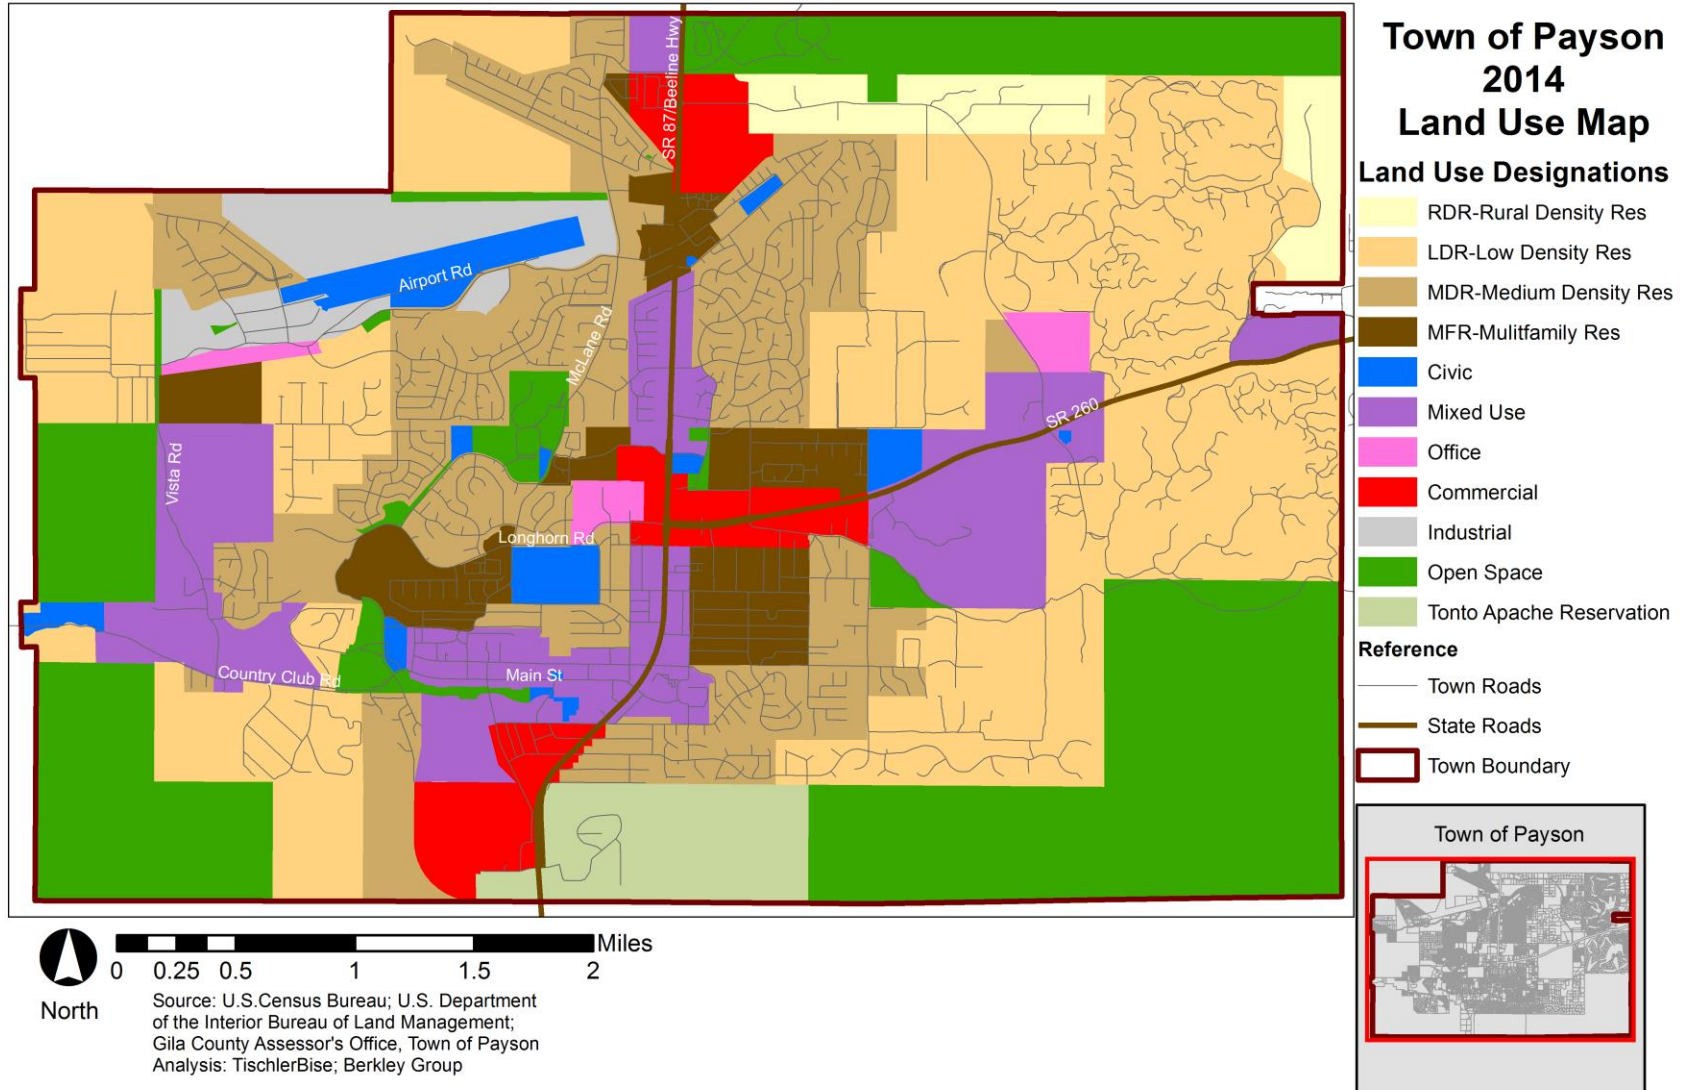 Town of Payson
2014
Land Use Map
Land Use Designations
RDR-Rural Density Res
LDR-Low Density Res
MDR-Medium Density Res
MFR-Mulitfamily Res
Civic
Mixed Use
Office
Commercial
Industrial
Open Space
Tonto Apache Reservation
Reference
Town Roads
State Roads
Town Boundary
Town of Payson
SR 87/Beeline Hwy
Airport Rd
McLane Rd
SR 260
Vista Rd
Longhorn Rd
Country Club Rd
Main St
Miles
0 0.25 0.5 1 1.5 2
North
Source: U.S.Census Bureau; U.S. Department
of the Interior Bureau of Land Management;
Gila County Assessor's Office, Town of Payson
Analysis: TischlerBise; Berkley Group